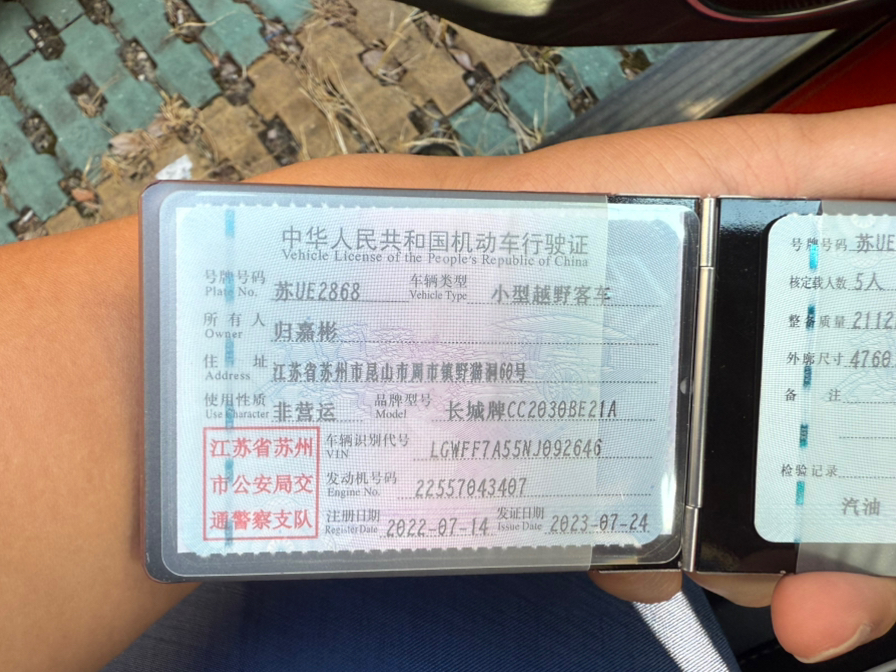 中华人民共和国机动车行驶证
Vehicle License of the People's Republic of China
号牌号码 苏UE2868 车辆类型 小型越野客车
Plate No. Vehicle Type
所有人 归嘉彬
Owner
住址 江苏省苏州市昆山市周市镇野猫洞60号
Address
使用性质 非营运 品牌型号 长城牌CC2030BE21A
Use Character Model
江苏省苏州
市公安局交
通警察支队
车辆识别代号 LGWFF7A55NJ092646
VIN
发动机号码 22557043407
Engine No.
注册日期 2022-07-14 发证日期 2023-07-24
Register Date Issue Date
号牌号码 苏UE
核定载人数 5人
整备质量 2112
外廓尺寸 4760
备注
检验记录
汽油